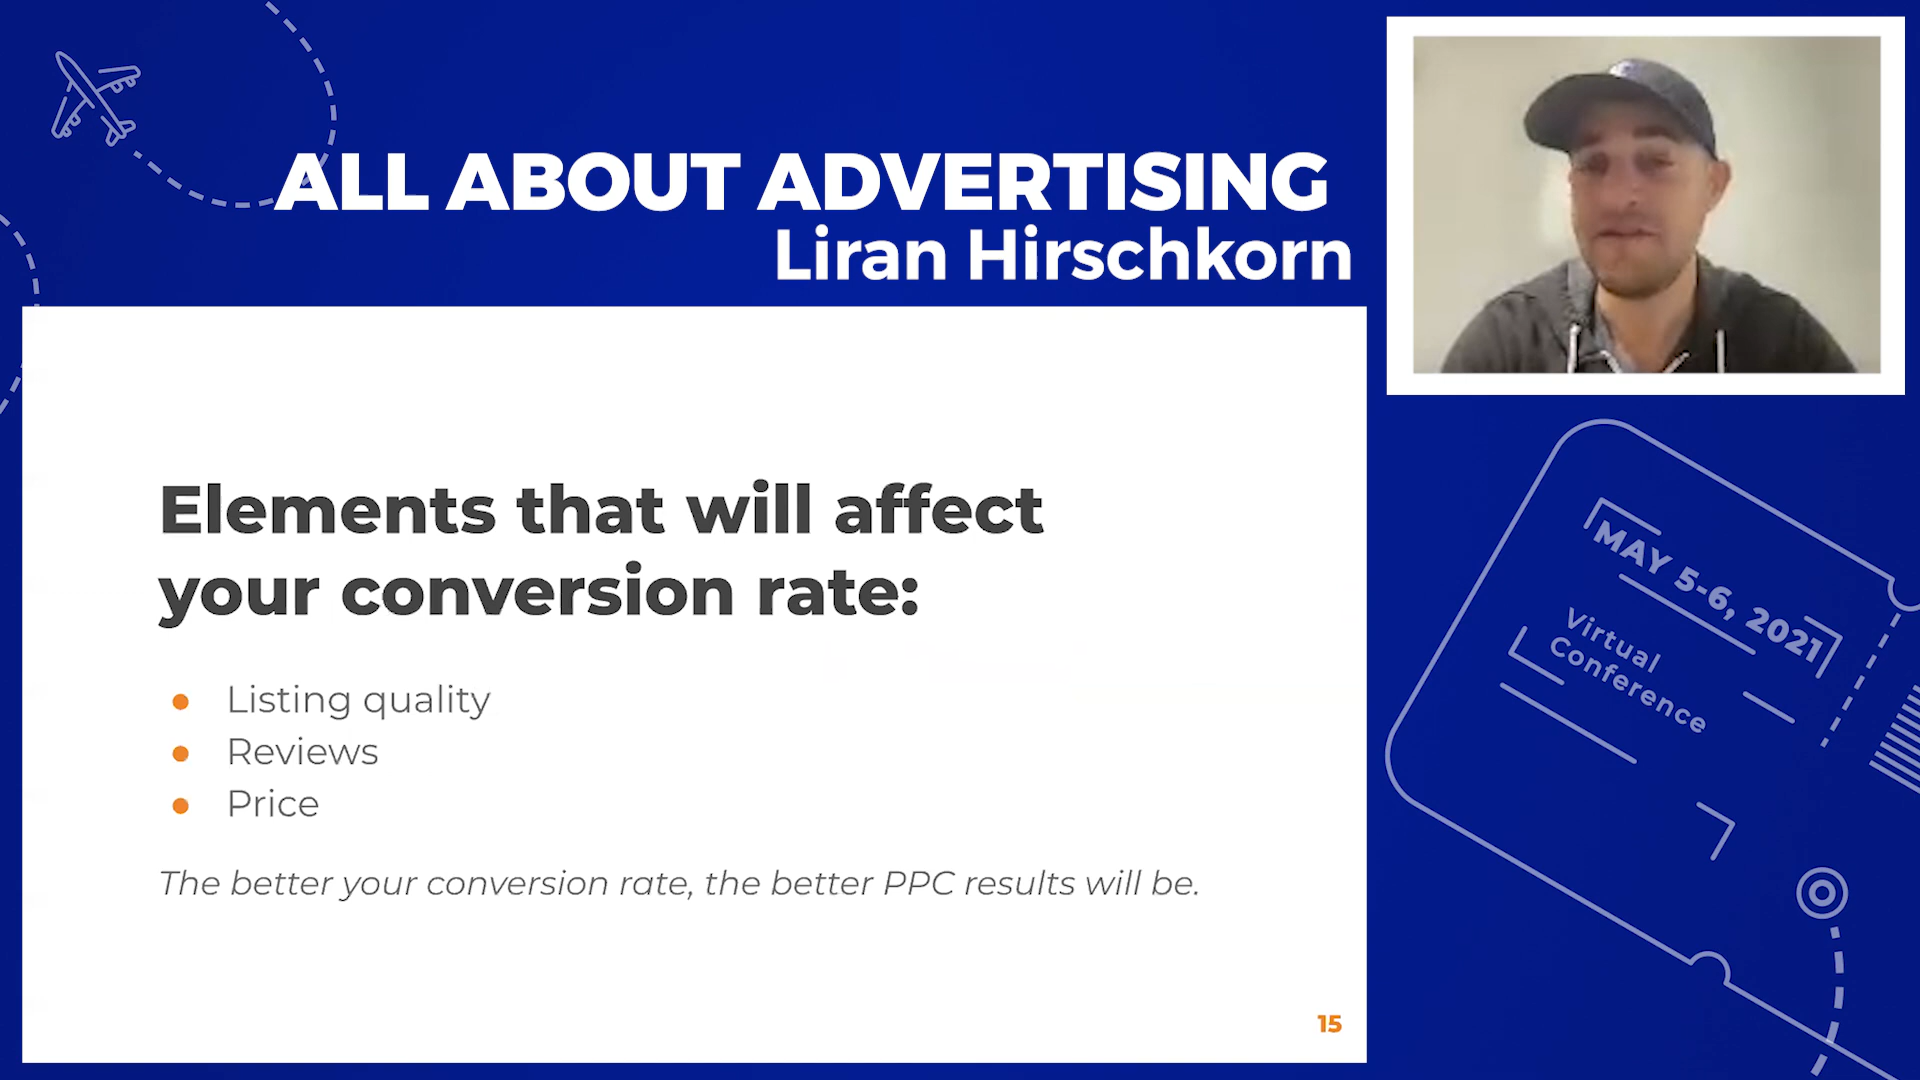 ALL ABOUT ADVERTISING
Liran Hirschkorn
Elements that will affect
your conversion rate:
● Listing quality
● Reviews
● Price
The better your conversion rate, the better PPC results will be.
15
MAY 5-6, 2021
Virtual
Conference